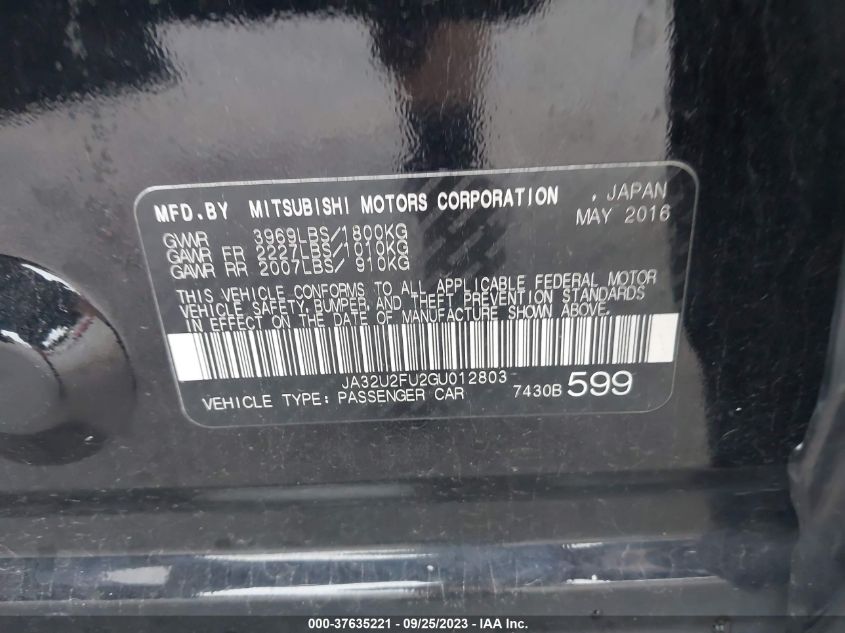 MFD.BY MITSUBISHI MOTORS CORPORATION , JAPAN
MAY 2016
GVWR 3969LBS/1800KG
GAWR FR 2227LBS/1010KG
GAWR RR 2007LBS/ 910KG
THIS VEHICLE CONFORMS TO ALL APPLICABLE FEDERAL MOTOR
VEHICLE SAFETY, BUMPER, AND THEFT PREVENTION STANDARDS
IN EFFECT ON THE DATE OF MANUFACTURE SHOWN ABOVE.
JA32U2FU2GU012803
VEHICLE TYPE: PASSENGER CAR 7430B 599
000-37635221 - 09/25/2023 - IAA Inc.